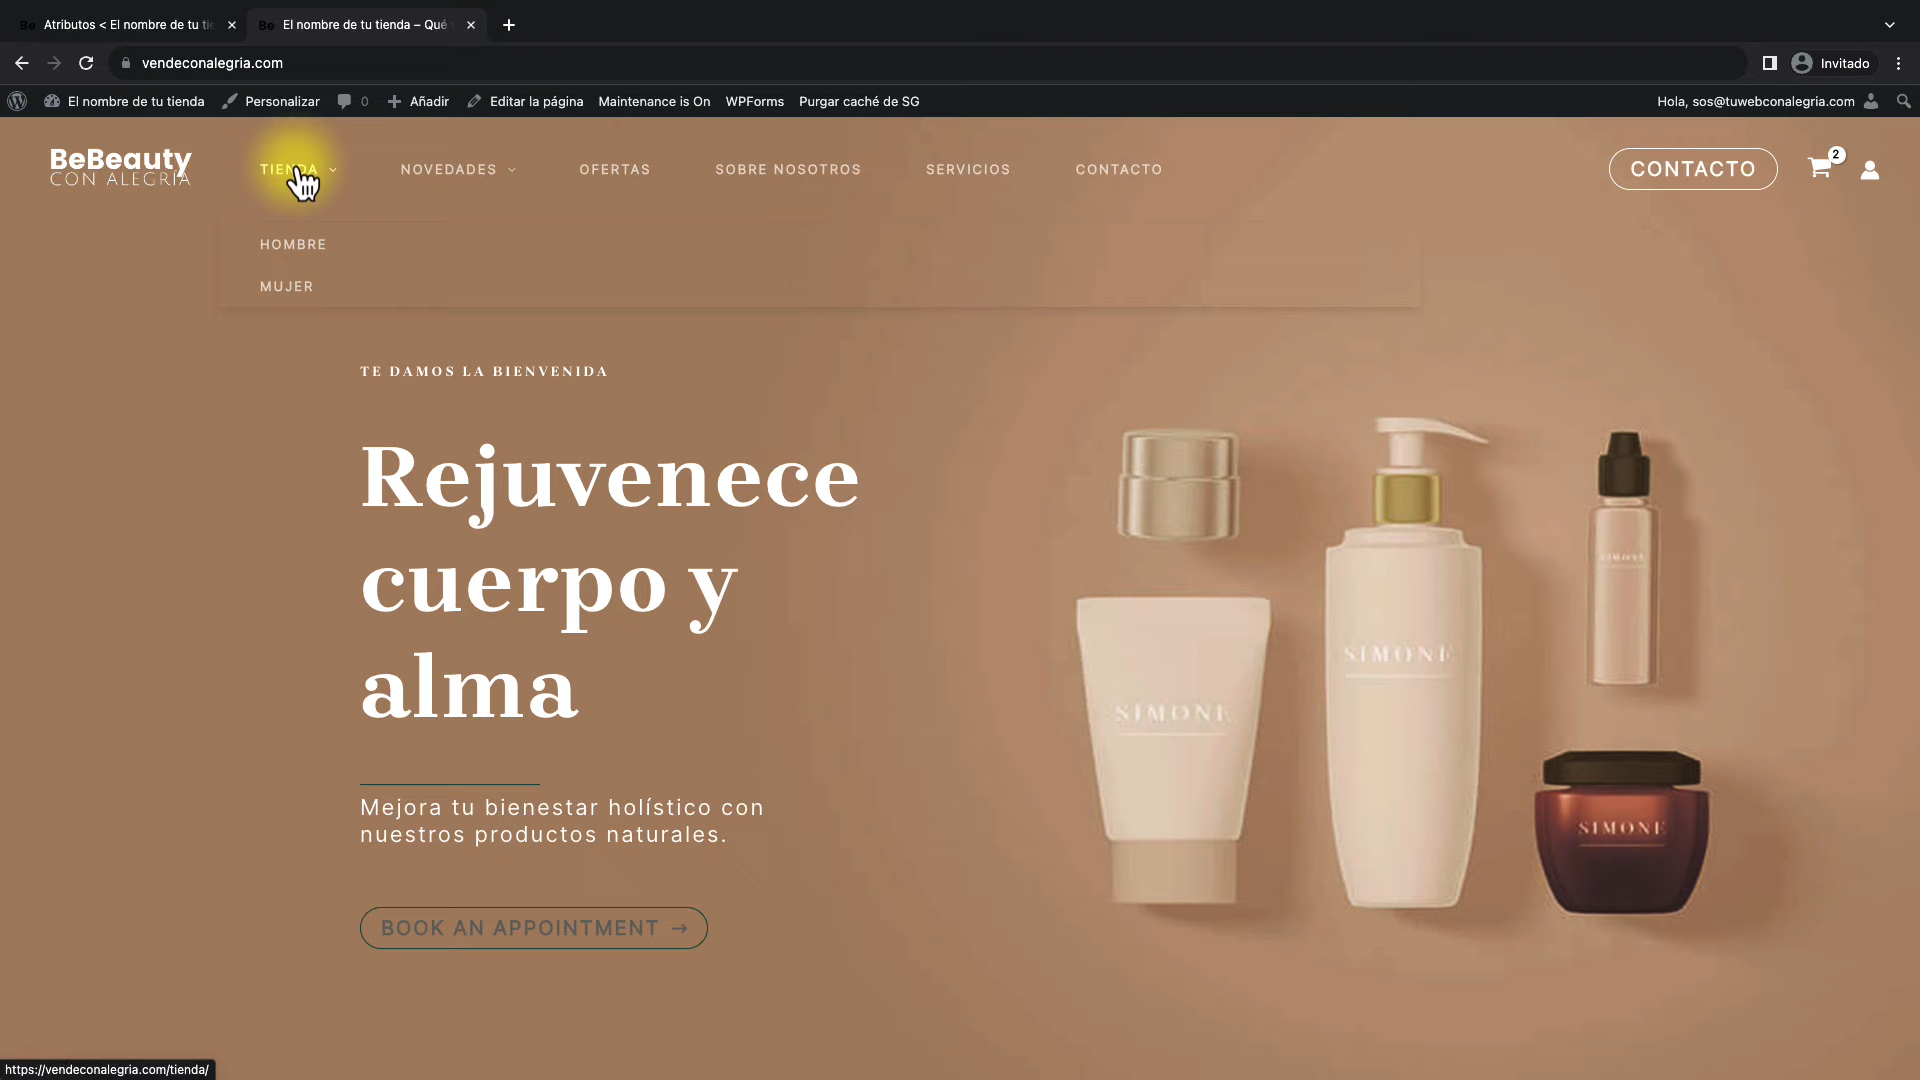 Atributos < El nombre de tu ti
El nombre de tu tienda – Qué
vendeconalegria.com
Invitado
El nombre de tu tienda
Personalizar
0
Añadir
Editar la página
Maintenance is On
WPForms
Purgar caché de SG
Hola, sos@tuwebconalegria.com
BeBeauty
CON ALEGRÍA
TIENDA
NOVEDADES
OFERTAS
SOBRE NOSOTROS
SERVICIOS
CONTACTO
CONTACTO
2
HOMBRE
MUJER
TE DAMOS LA BIENVENIDA
Rejuvenece
cuerpo y
alma
Mejora tu bienestar holístico con
nuestros productos naturales.
BOOK AN APPOINTMENT →
SIMONE
SIMONE
SIMONE
SIMONE
https://vendeconalegria.com/tienda/